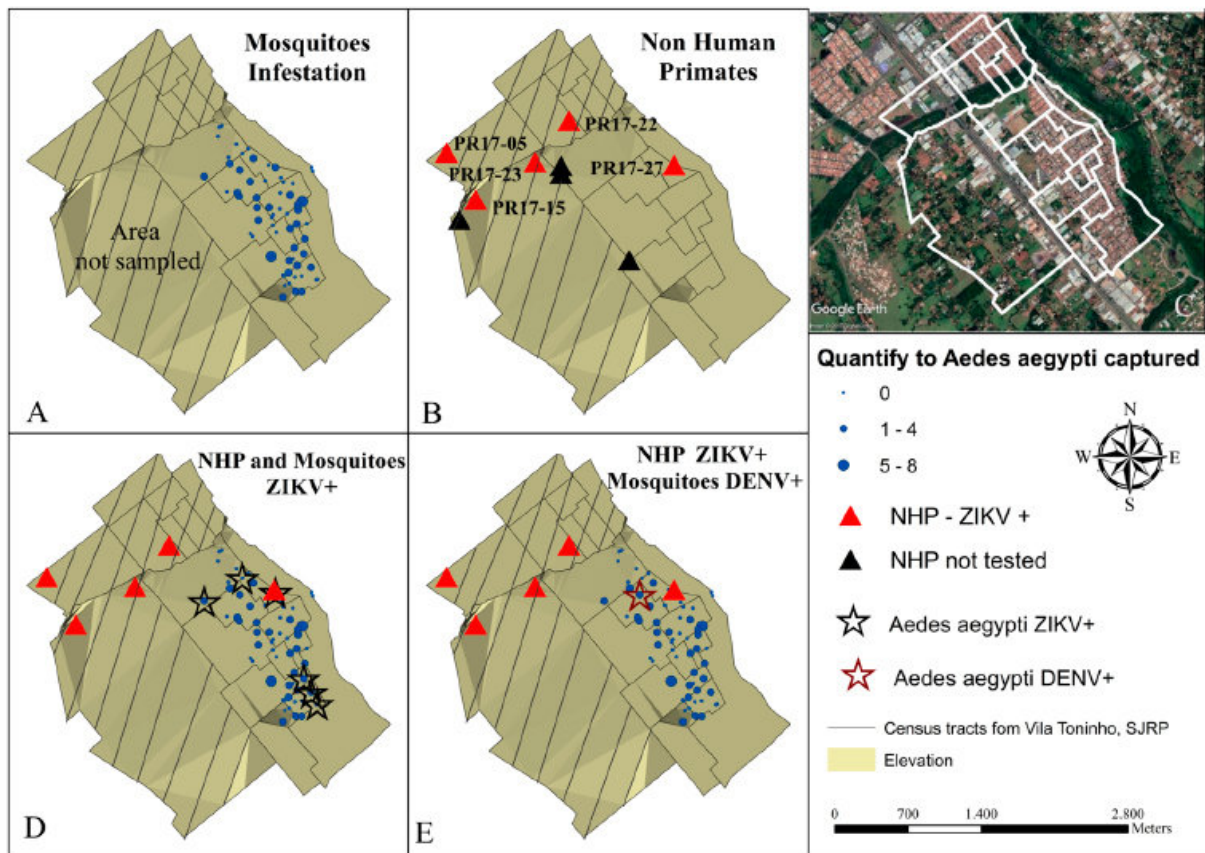 Mosquitoes
Infestation
Area
not sampled
A
Non Human
Primates
PR17-22
PR17-05
PR17-23
PR17-27
PR17-15
B
Google Earth
C
NHP and Mosquitoes
ZIKV+
D
NHP ZIKV+
Mosquitoes DENV+
E
Quantify to Aedes aegypti captured
0
1 - 4
5 - 8
N
W E
S
NHP - ZIKV +
NHP not tested
Aedes aegypti ZIKV+
Aedes aegypti DENV+
Census tracts fom Vila Toninho, SJRP
Elevation
0 700 1.400 2.800
Meters